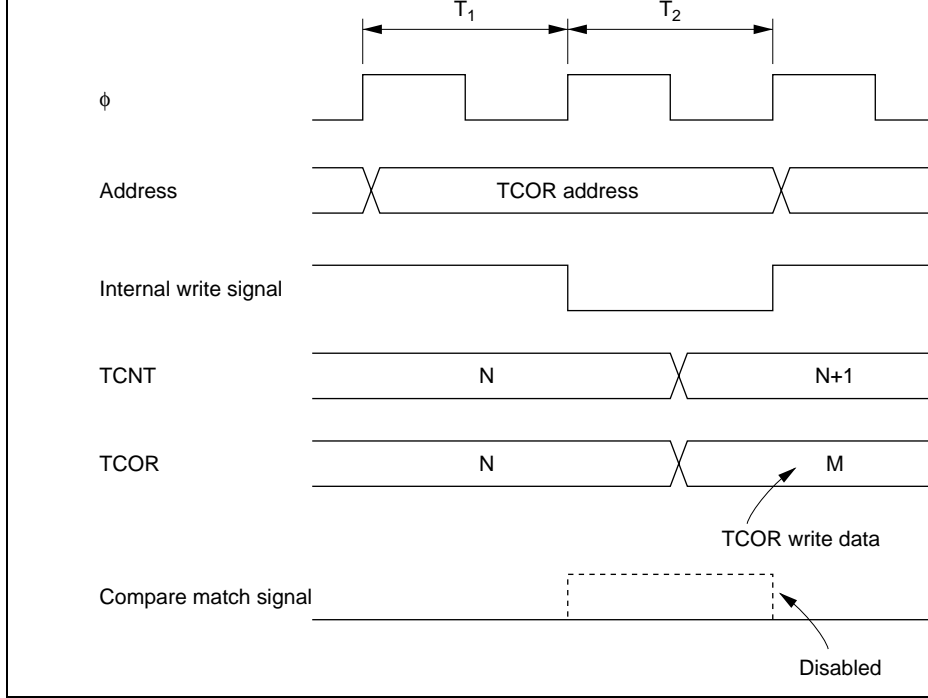 T1 T2
ϕ
Address TCOR address
Internal write signal
TCNT N N+1
TCOR N M
TCOR write data
Compare match signal
Disabled